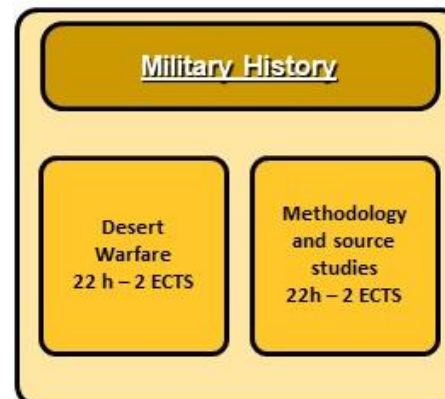 Military History
Desert
Warfare
22 h – 2 ECTS
Methodology
and source
studies
22h – 2 ECTS